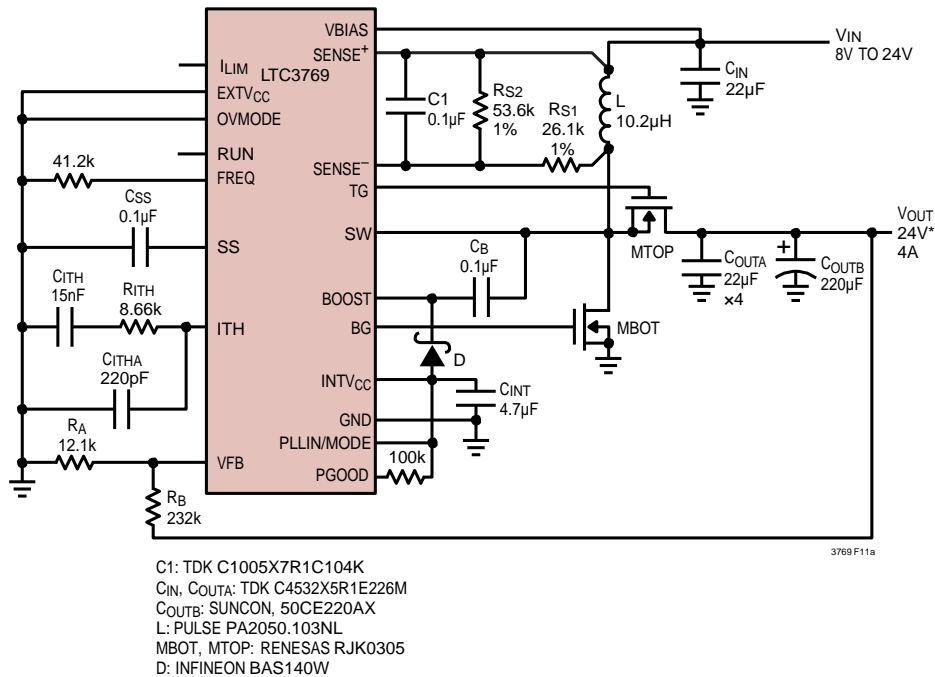 VBIAS
SENSE+
LTC3769
ILIM
EXTVCC
OVMODE
RUN
FREQ
41.2k
CSS
0.1µF
SS
CITH
15nF
RITH
8.66k
ITH
CITHA
220pF
RA
12.1k
VFB
RB
232k
SENSE–
TG
SW
BOOST
BG
INTVCC
GND
PLLIN/MODE
PGOOD
100k
C1
0.1µF
RS2
53.6k
1%
RS1
26.1k
1%
L
10.2µH
CIN
22µF
VIN
8V TO 24V
MTOP
VOUT
24V*
4A
COUTA
22µF
×4
+
COUTB
220µF
CB
0.1µF
MBOT
D
CINT
4.7µF
3769 F11a
C1: TDK C1005X7R1C104K
CIN, COUTA: TDK C4532X5R1E226M
COUTB: SUNCON, 50CE220AX
L: PULSE PA2050.103NL
MBOT, MTOP: RENESAS RJK0305
D: INFINEON BAS140W